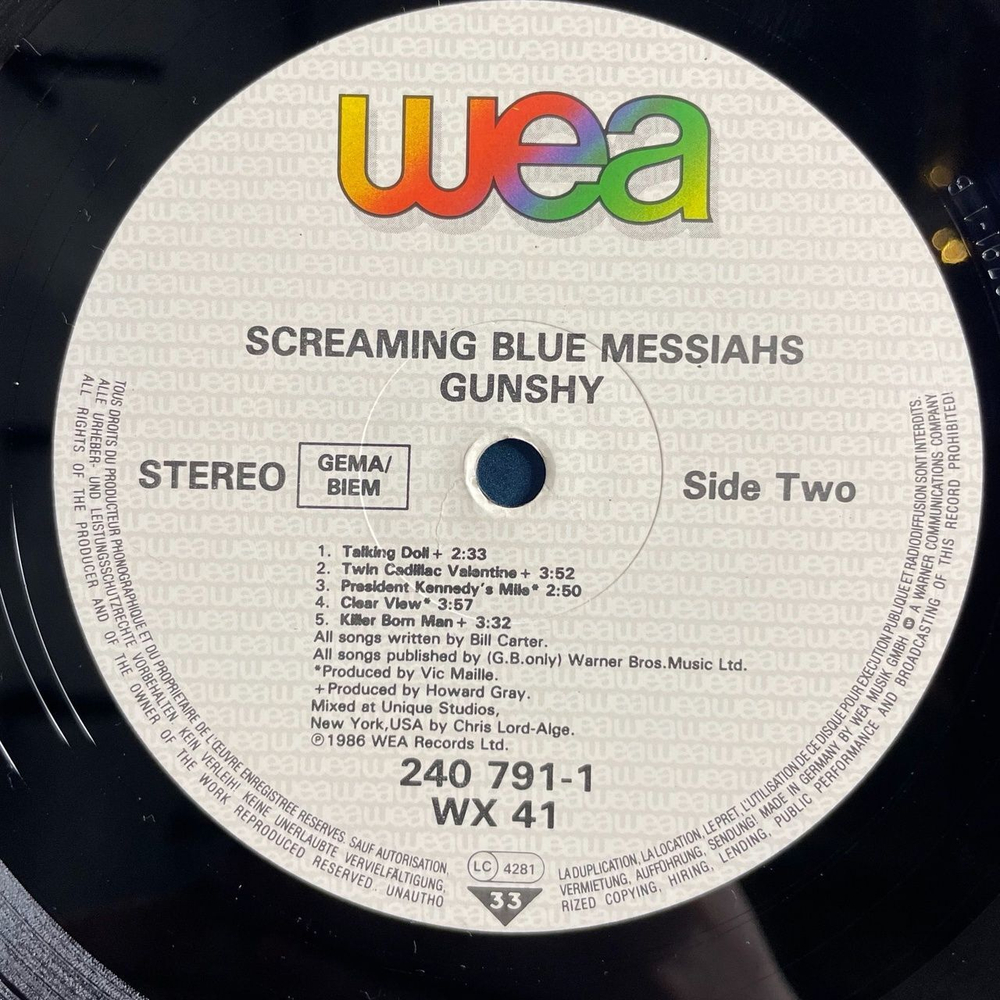 wea
SCREAMING BLUE MESSIAHS
GUNSHY
STEREO
GEMA/
BIEM
Side Two
1. Talking Doll + 2:33
2. Twin Cadillac Valentine + 3:52
3. President Kennedy's Mile* 2:50
4. Clear View* 3:57
5. Killer Born Man + 3:32
All songs written by Bill Carter.
All songs published by (G.B.only) Warner Bros.Music Ltd.
*Produced by Vic Maille.
+Produced by Howard Gray.
Mixed at Unique Studios,
New York,USA by Chris Lord-Alge.
℗1986 WEA Records Ltd.
240 791-1
WX 41
LC 4281
33
TOUS DROITS DU PRODUCTEUR PHONOGRAPHIQUE ET DU PROPRIETAIRE DE L'ŒUVRE ENREGISTREE RESERVES. SAUF AUTORISATION, LA DUPLICATION, LA LOCATION, LE PRET, L'UTILISATION DE CE DISQUE POUR EXECUTION PUBLIQUE ET RADIODIFFUSION SONT INTERDITS.
ALLE URHEBER- UND LEISTUNGSSCHUTZRECHTE VORBEHALTEN. KEIN VERLEIH! KEINE UNERLAUBTE VERVIELFÄLTIGUNG, VERMIETUNG, AUFFÜHRUNG, SENDUNG! MADE IN GERMANY BY WEA MUSIK GMBH A WARNER COMMUNICATIONS COMPANY
ALL RIGHTS OF THE PRODUCER AND OF THE OWNER OF THE WORK REPRODUCED RESERVED. UNAUTHORIZED COPYING, HIRING, LENDING, PUBLIC PERFORMANCE AND BROADCASTING OF THIS RECORD PROHIBITED!